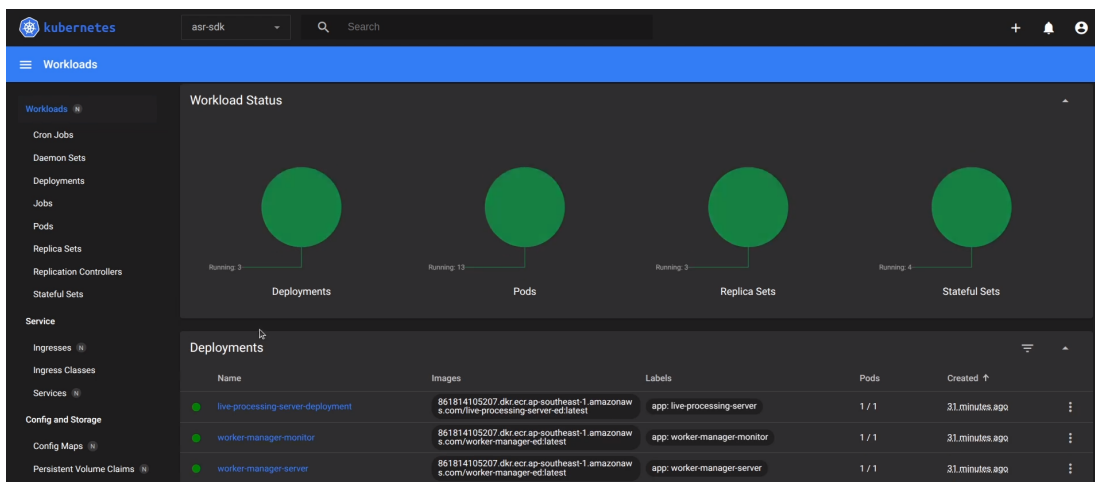 kubernetes
asr-sdk
Search
Workloads
Workloads N
Cron Jobs
Daemon Sets
Deployments
Jobs
Pods
Replica Sets
Replication Controllers
Stateful Sets
Service
Ingresses N
Ingress Classes
Services N
Config and Storage
Config Maps N
Persistent Volume Claims N
Workload Status
Running: 3
Running: 13
Running: 3
Running: 4
Deployments
Pods
Replica Sets
Stateful Sets
Deployments
Name Images Labels Pods Created
live-processing-server-deployment
861814105207.dkr.ecr.ap-southeast-1.amazonaw
s.com/live-processing-server-ed:latest
app: live-processing-server
1 / 1
31 minutes ago
worker-manager-monitor
861814105207.dkr.ecr.ap-southeast-1.amazonaw
s.com/worker-manager-ed:latest
app: worker-manager-monitor
1 / 1
31 minutes ago
worker-manager-server
861814105207.dkr.ecr.ap-southeast-1.amazonaw
s.com/worker-manager-ed:latest
app: worker-manager-server
1 / 1
31 minutes ago